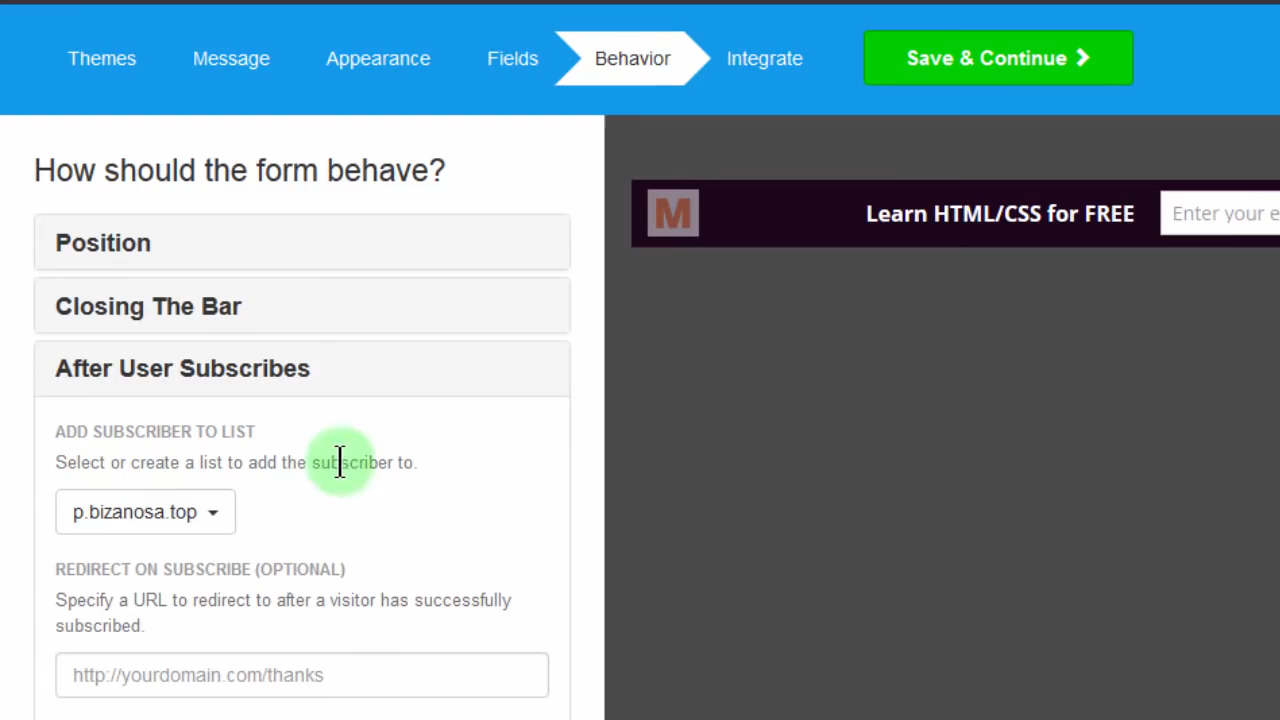 Themes Message Appearance Fields Behavior Integrate Save & Continue
How should the form behave?
Position
Closing The Bar
After User Subscribes
ADD SUBSCRIBER TO LIST
Select or create a list to add the subscriber to.
p.bizanosa.top
REDIRECT ON SUBSCRIBE (OPTIONAL)
Specify a URL to redirect to after a visitor has successfully
subscribed.
http://yourdomain.com/thanks
M Learn HTML/CSS for FREE Enter your e